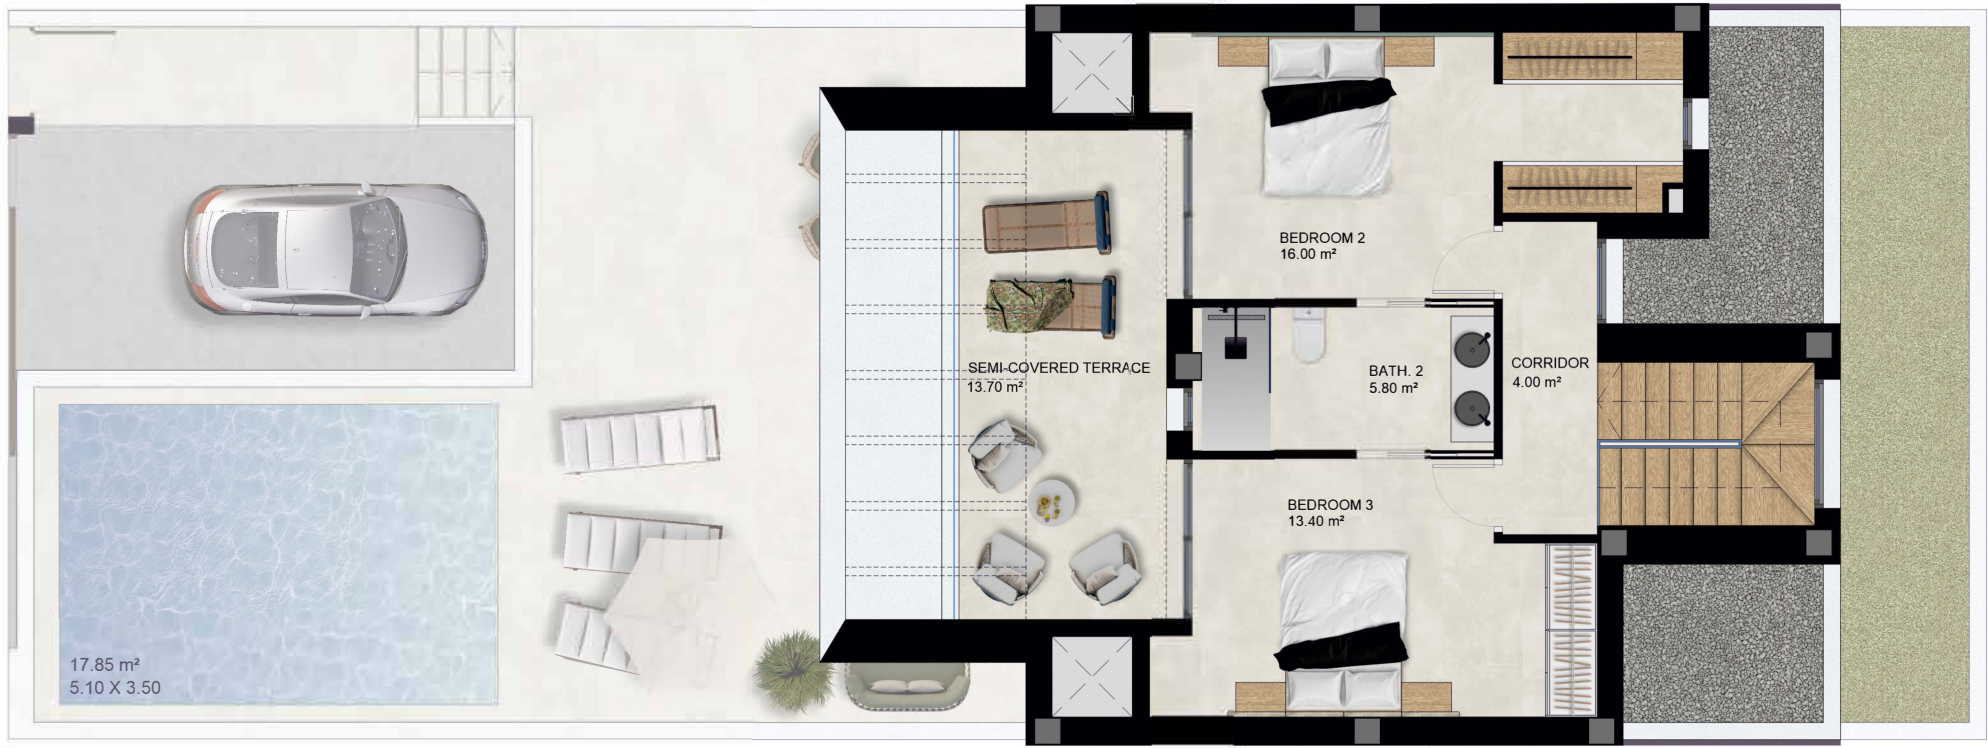 BEDROOM 2
16.00 m²
SEMI-COVERED TERRACE
13.70 m²
BATH. 2
5.80 m²
CORRIDOR
4.00 m²
BEDROOM 3
13.40 m²
17.85 m²
5.10 X 3.50